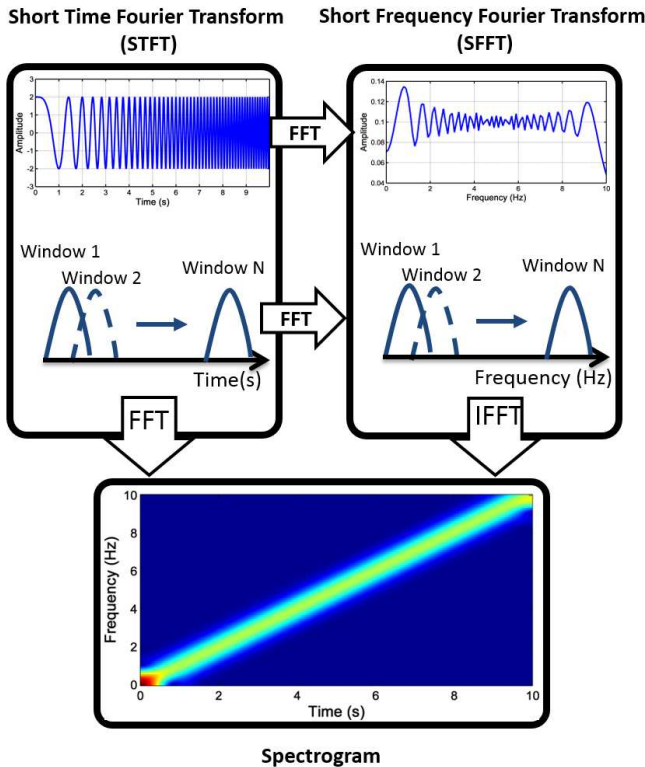 Short Time Fourier Transform
(STFT)
Short Frequency Fourier Transform
(SFFT)
3
2
1
0
-1
-2
-3
Amplitude
0 1 2 3 4 5 6 7 8 9
Time (s)
FFT
0.14
0.12
0.10
0.08
0.06
0.04
Amplitude
0 2 4 6 8 10
Frequency (Hz)
Window 1
Window 2
Window N
Time(s)
FFT
Window 1
Window 2
Window N
Frequency (Hz)
FFT
IFFT
10
8
6
4
2
0
Frequency (Hz)
0 2 4 6 8 10
Time (s)
Spectrogram